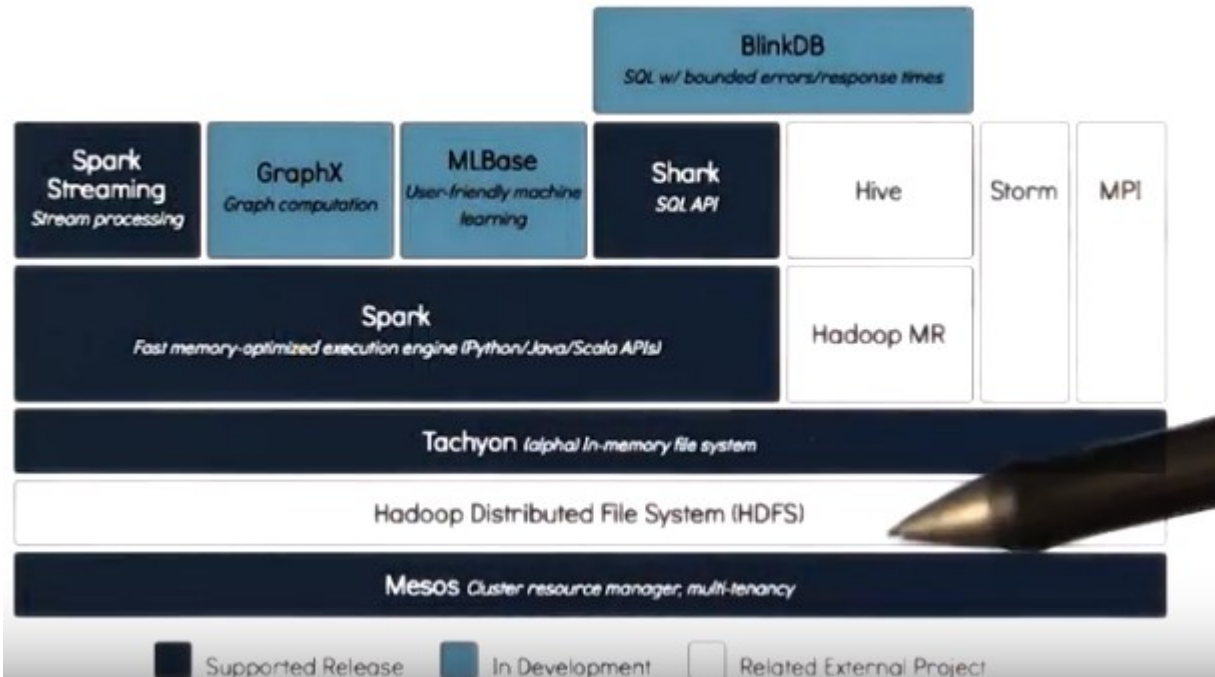 BlinkDB
SQL w/ bounded errors/response times
Spark
Streaming
Stream processing
GraphX
Graph computation
MLBase
User-friendly machine
learning
Shark
SQL API
Hive
Storm
MPI
Spark
Fast memory-optimized execution engine (Python/Java/Scala APIs)
Hadoop MR
Tachyon (alpha) In-memory file system
Hadoop Distributed File System (HDFS)
Mesos Cluster resource manager, multi-tenancy
Supported Release In Development Related External Project